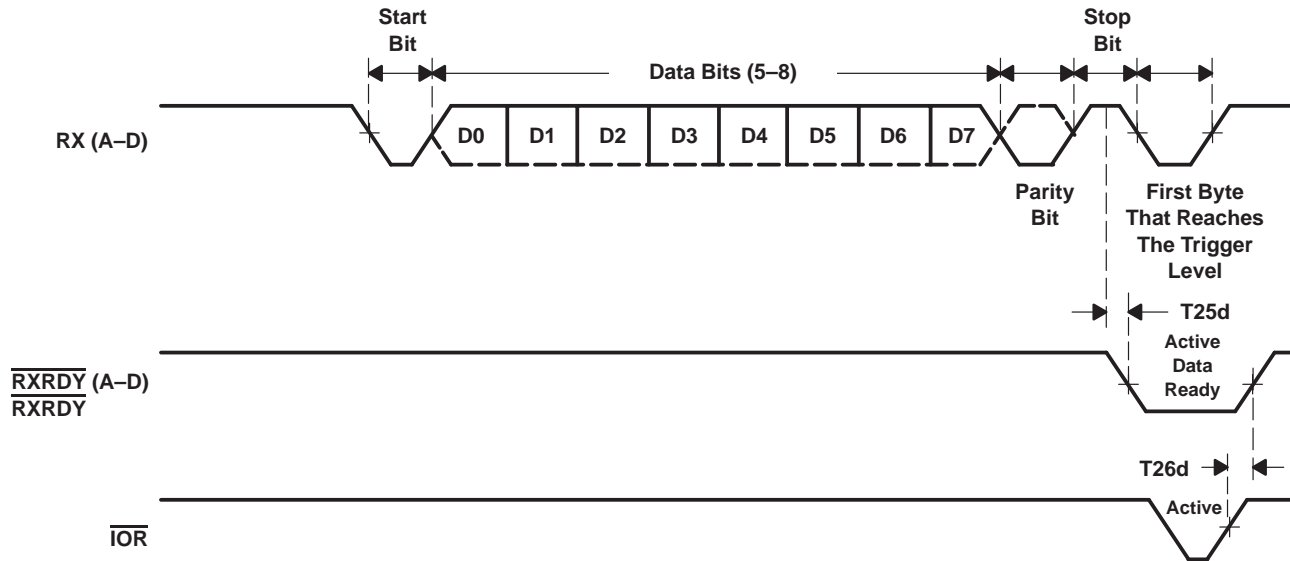 Start
Bit
Stop
Bit
Data Bits (5–8)
RX (A–D)
D0 D1 D2 D3 D4 D5 D6 D7
Parity
Bit
First Byte
That Reaches
The Trigger
Level
T25d
RXRDY (A–D)
RXRDY
Active
Data
Ready
T26d
IOR
Active